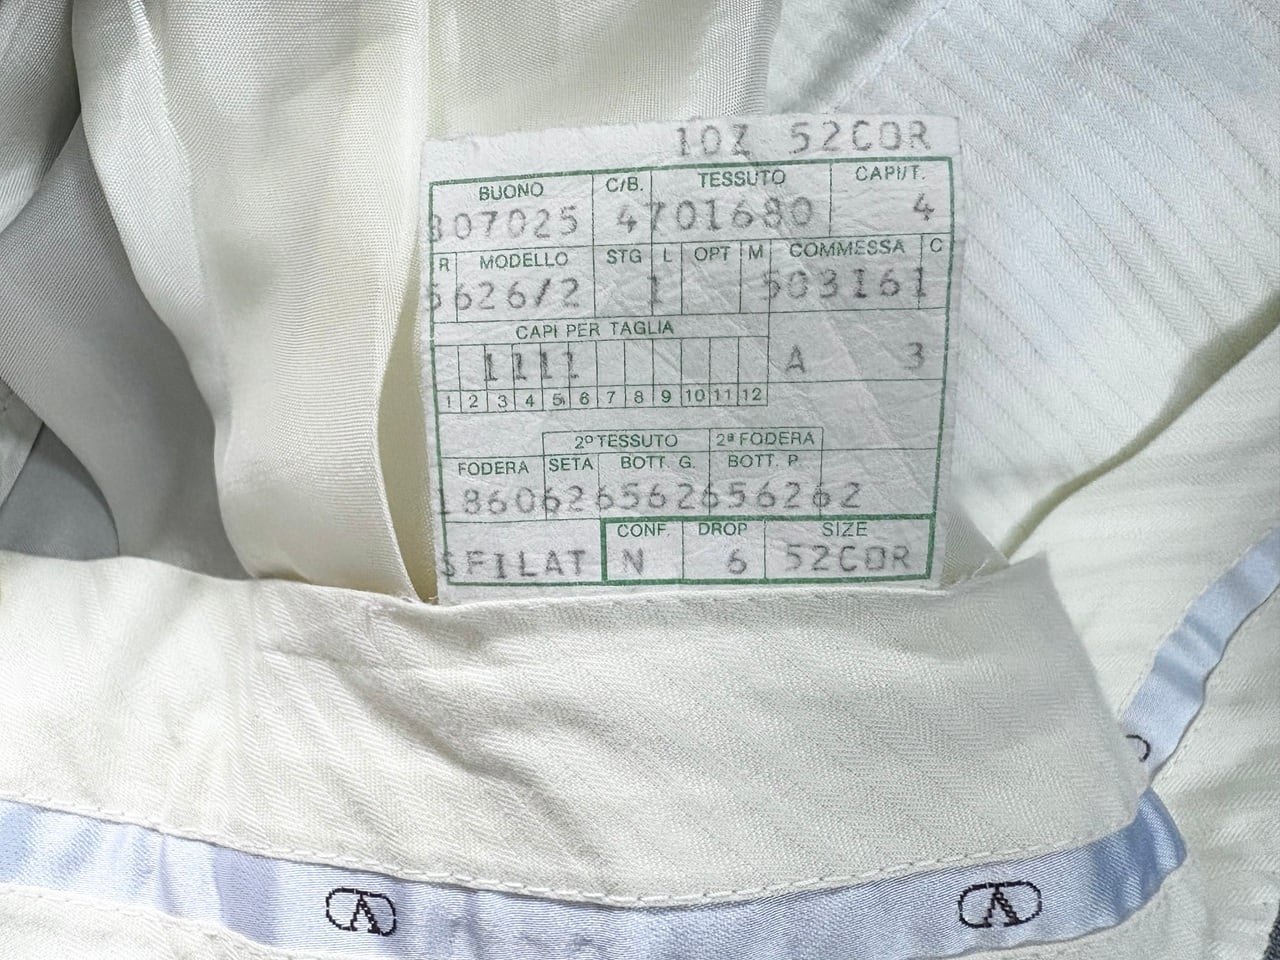 10Z 52COR
BUONO C/B. TESSUTO CAPI/T.
307025 4701680 4
R MODELLO STG L OPT M COMMESSA C
5626/2 1 503161
CAPI PER TAGLIA
1111 A 3
1 2 3 4 5 6 7 8 9 10 11 12
2º TESSUTO 2ª FODERA
FODERA SETA BOTT. G. BOTT. P.
186062656265626 2
SFILAT CONF. DROP SIZE
N 6 52COR